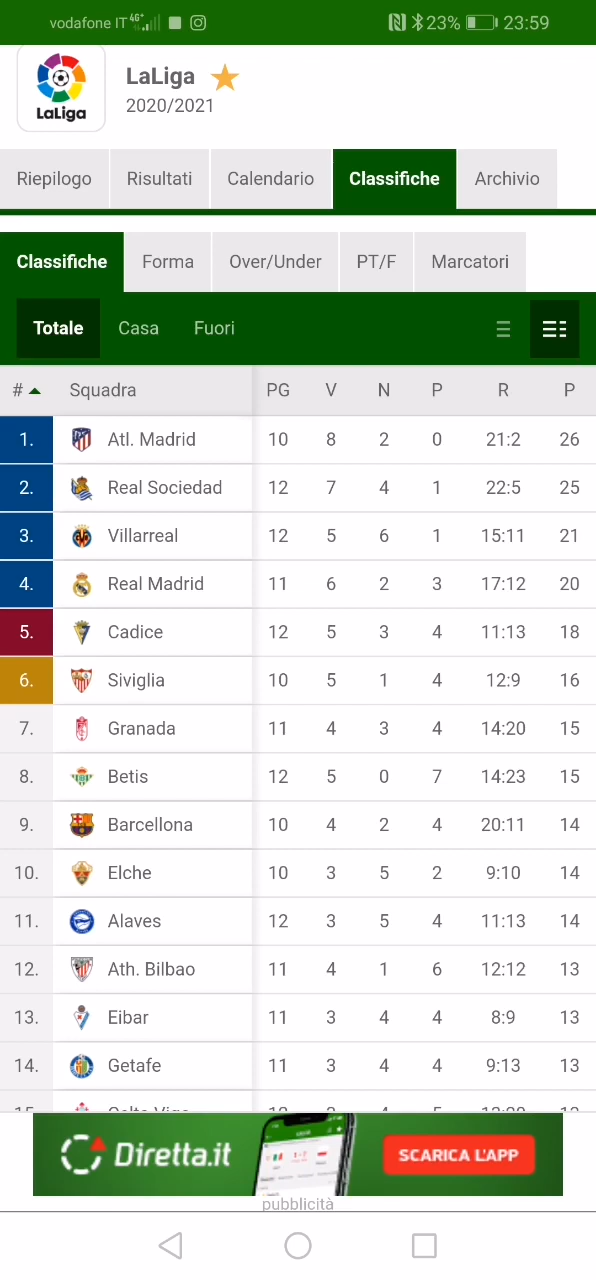 vodafone IT 4G+ 23% 23:59
LaLiga
LaLiga
2020/2021
Riepilogo Risultati Calendario Classifiche Archivio
Classifiche Forma Over/Under PT/F Marcatori
Totale Casa Fuori
# Squadra PG V N P R P
1. Atl. Madrid 10 8 2 0 21:2 26
2. Real Sociedad 12 7 4 1 22:5 25
3. Villarreal 12 5 6 1 15:11 21
4. Real Madrid 11 6 2 3 17:12 20
5. Cadice 12 5 3 4 11:13 18
6. Siviglia 10 5 1 4 12:9 16
7. Granada 11 4 3 4 14:20 15
8. Betis 12 5 0 7 14:23 15
9. Barcellona 10 4 2 4 20:11 14
10. Elche 10 3 5 2 9:10 14
11. Alaves 12 3 5 4 11:13 14
12. Ath. Bilbao 11 4 1 6 12:12 13
13. Eibar 11 3 4 4 8:9 13
14. Getafe 11 3 4 4 9:13 13
Diretta.it SCARICA L'APP
pubblicità